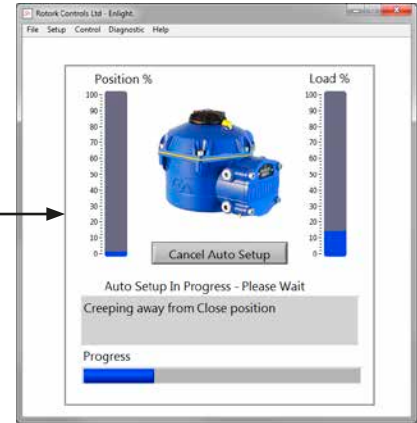 Rotork Controls Ltd - Enlight.
File Setup Control Diagnostic Help
Position % Load %
100 100
90 90
80 80
70 70
60 60
50 50
40 40
30 30
20 20
10 10
0 0
Cancel Auto Setup
Auto Setup In Progress - Please Wait
Creeping away from Close position
Progress